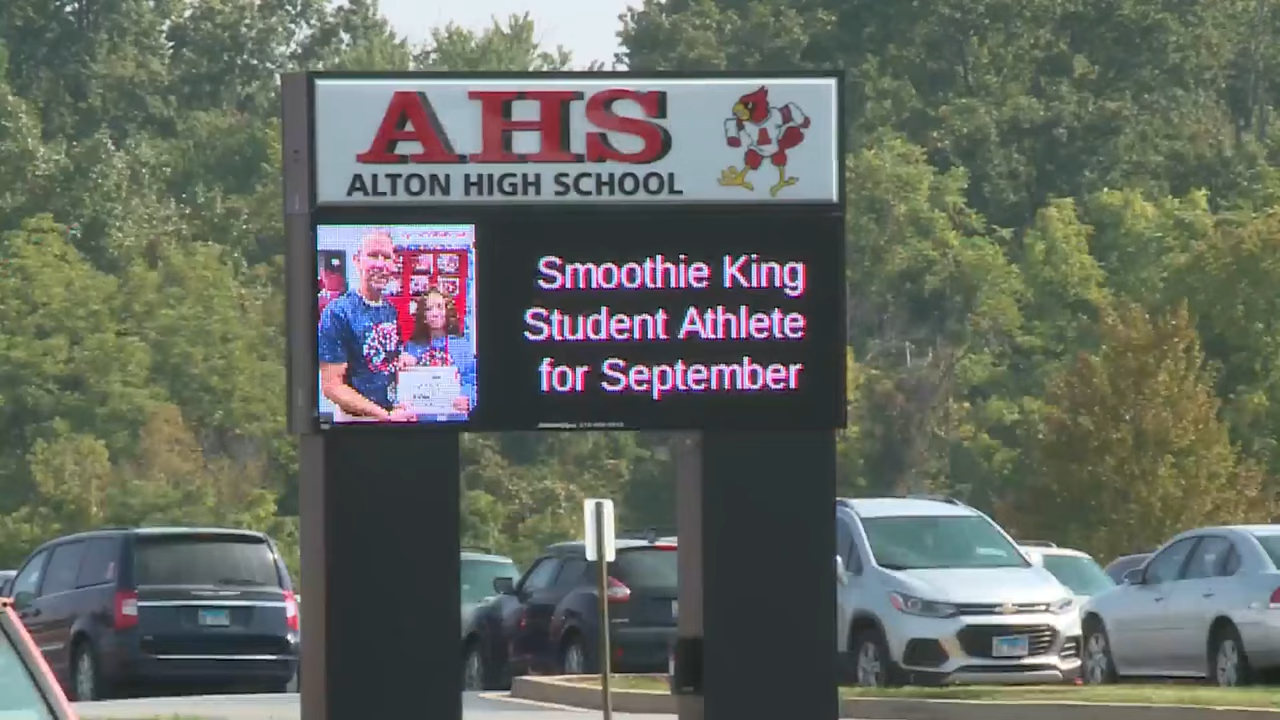 AHS
ALTON HIGH SCHOOL
Smoothie King
Student Athlete
for September